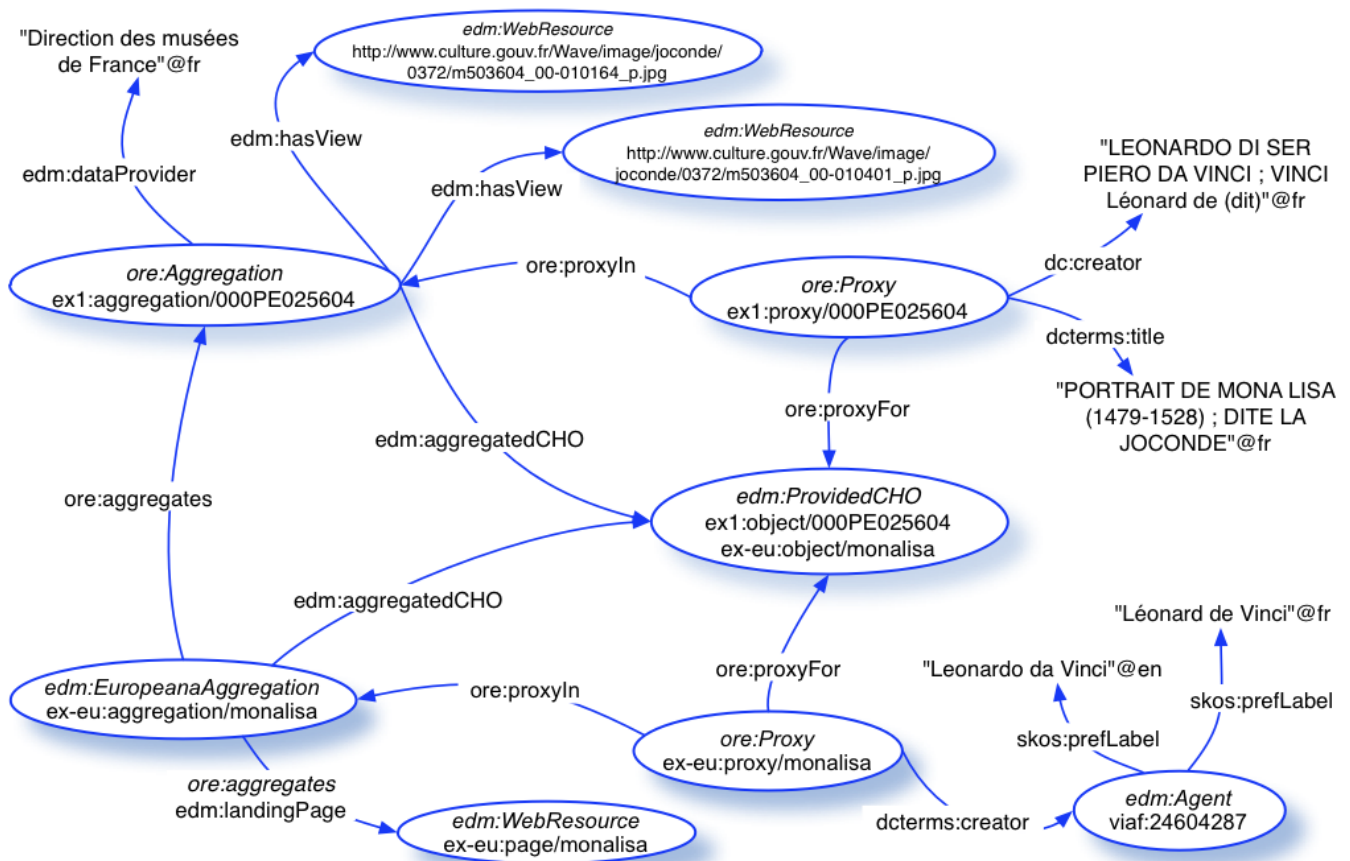 "Direction des musées
de France"@fr
edm:WebResource
http://www.culture.gouv.fr/Wave/image/joconde/
0372/m503604_00-010164_p.jpg
edm:hasView
edm:dataProvider
edm:WebResource
http://www.culture.gouv.fr/Wave/image/
joconde/0372/m503604_00-010401_p.jpg
edm:hasView
"LEONARDO DI SER
PIERO DA VINCI ; VINCI
Léonard de (dit)"@fr
dc:creator
ore:Aggregation
ex1:aggregation/000PE025604
ore:proxyIn
ore:Proxy
ex1:proxy/000PE025604
dcterms:title
"PORTRAIT DE MONA LISA
(1479-1528) ; DITE LA
JOCONDE"@fr
ore:proxyFor
edm:aggregatedCHO
ore:aggregates
edm:ProvidedCHO
ex1:object/000PE025604
ex-eu:object/monalisa
edm:aggregatedCHO
"Léonard de Vinci"@fr
ore:proxyFor
"Leonardo da Vinci"@en
edm:EuropeanaAggregation
ex-eu:aggregation/monalisa
ore:proxyIn
skos:prefLabel
skos:prefLabel
ore:Proxy
ex-eu:proxy/monalisa
ore:aggregates
edm:landingPage
edm:WebResource
ex-eu:page/monalisa
dcterms:creator
edm:Agent
viaf:24604287